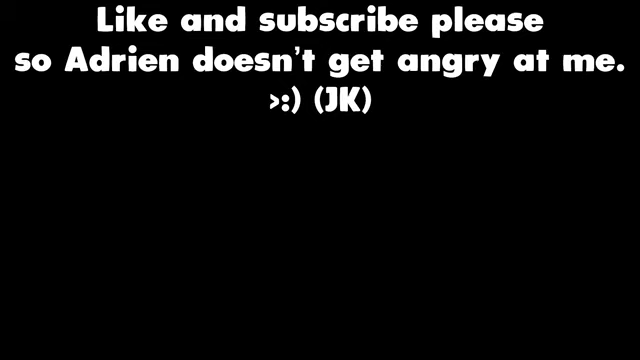 Like and subscribe please
so Adrien doesn't get angry at me.
>:) (JK)